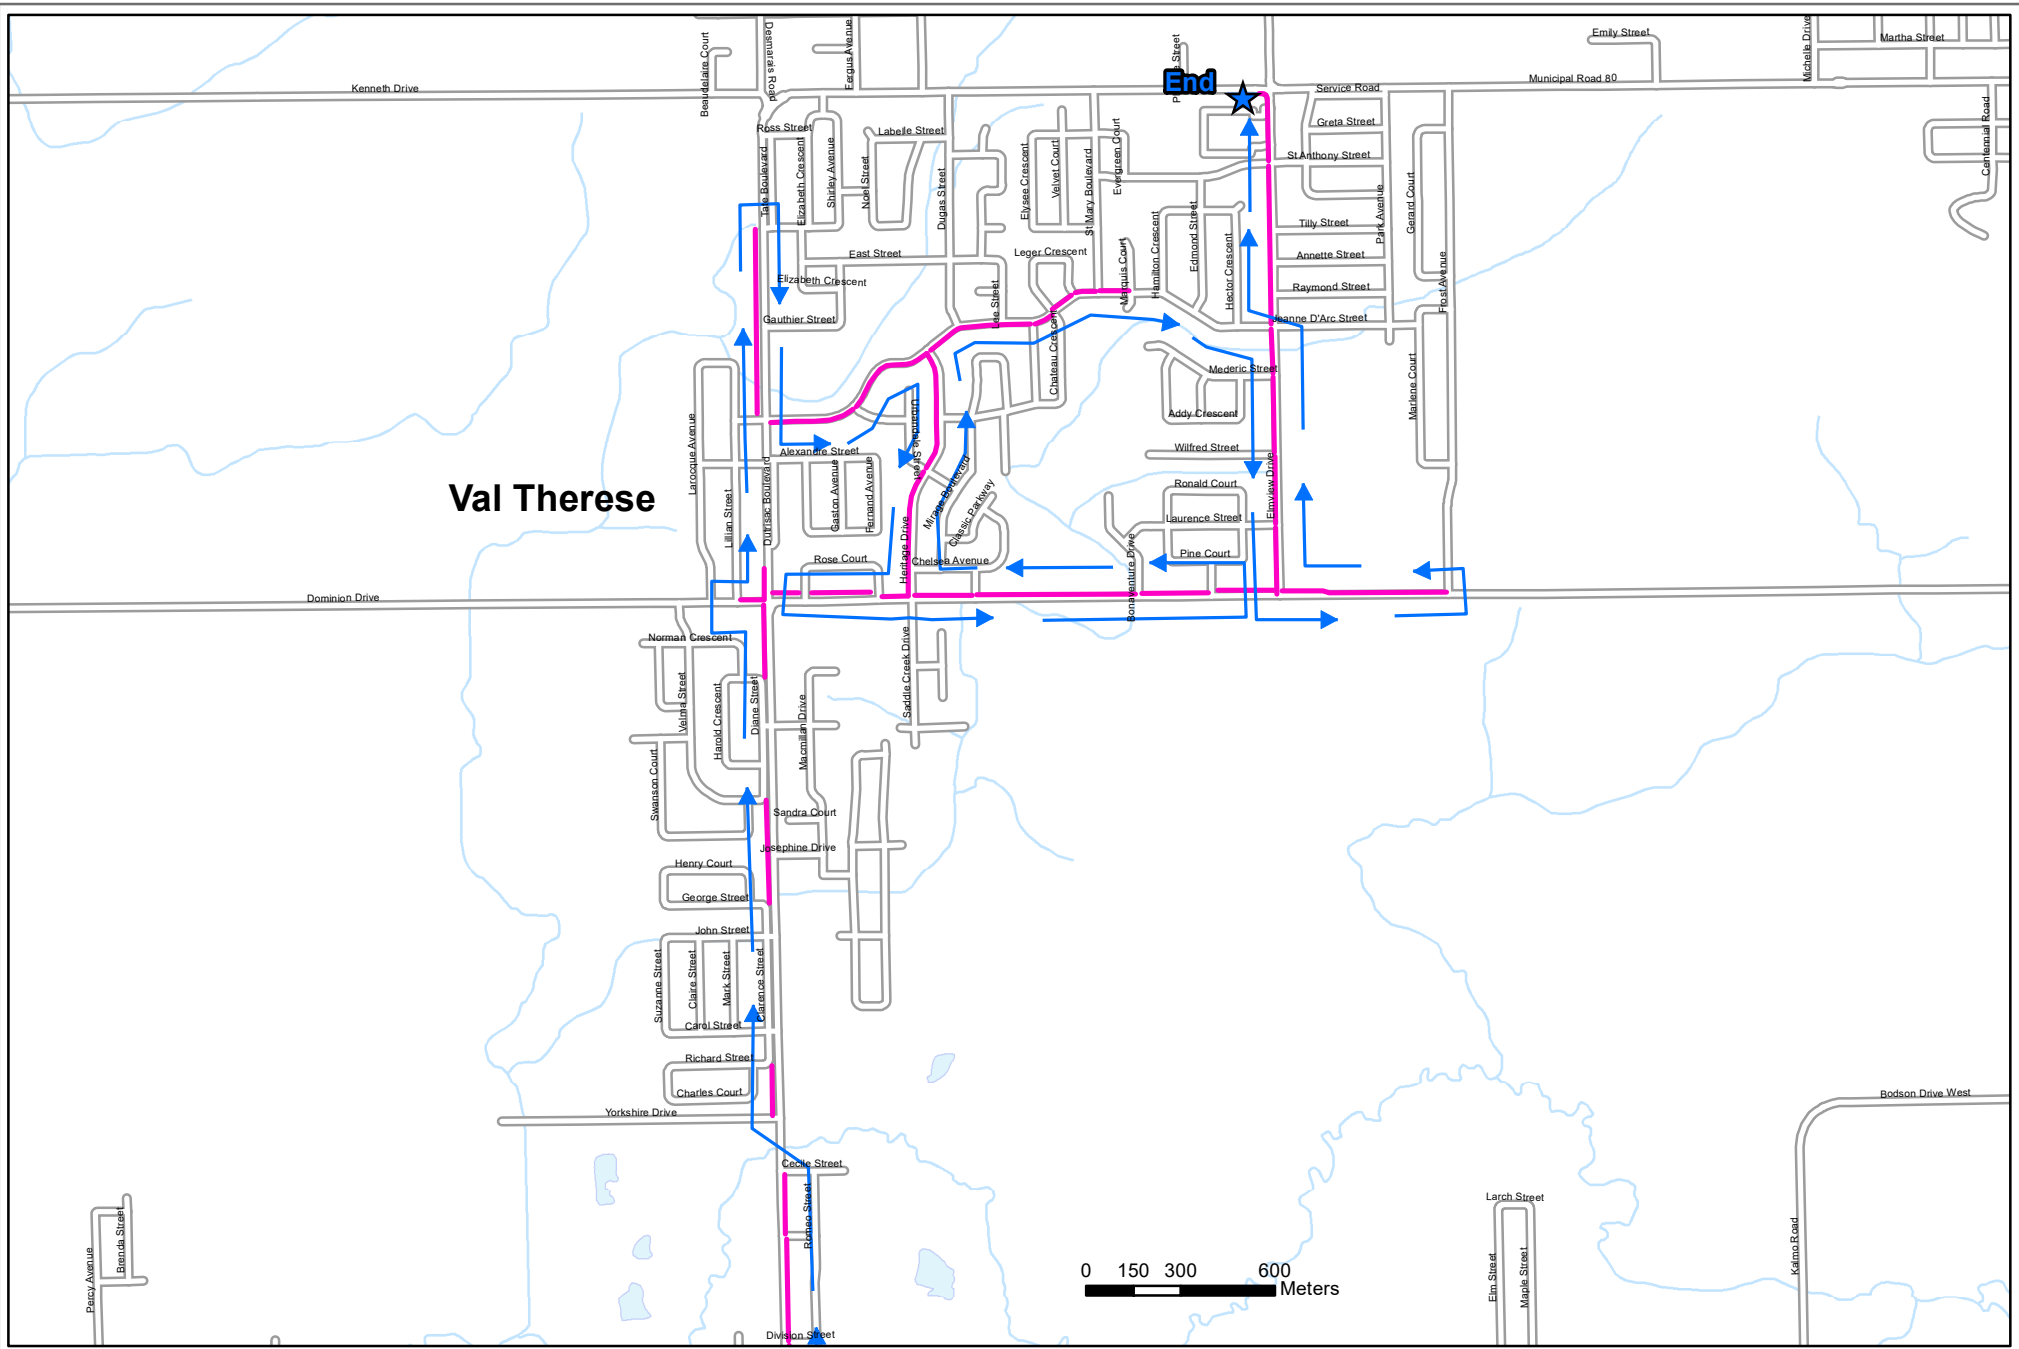 Emily Street
Martha Street
Michelle Drive
Beaudelaire Court
Desmarais Road
Fergus Avenue
End
Municipal Road 80
Kenneth Drive
Service Road
Centennial Road
Ross Street
Labelle Street
Greta Street
St Anthony Street
Tate Boulevard
Elizabeth Crescent
Shirley Avenue
Noel Street
Dugas Street
Elysee Crescent
Velvet Court
St Mary Boulevard
Evergreen Court
Park Avenue
Gerard Court
Tilly Street
East Street
Leger Crescent
Marquis Court
Hamilton Crescent
Edmond Street
Hector Crescent
Annette Street
Elizabeth Crescent
Raymond Street
Frost Avenue
Lee Street
Gauthier Street
Jeanne D'Arc Street
Chateau Crescent
Mederic Street
Marlene Court
Addy Crescent
Larocque Avenue
Urbandale Street
Wilfred Street
Alexandre Street
Val Therese
Lillian Street
Dutrisac Boulevard
Gaston Avenue
Fernand Avenue
Mirage Boulevard
Classic Parkway
Ronald Court
Elmview Drive
Laurence Street
Heritage Drive
Rose Court
Chelsea Avenue
Pine Court
Bonaventure Drive
Dominion Drive
Norman Crescent
Saddle Creek Drive
Velma Street
Harold Crescent
Diane Street
Macmillan Drive
Swanson Court
Sandra Court
Josephine Drive
Henry Court
George Street
John Street
Suzanne Street
Claire Street
Mark Street
Clarence Street
Carol Street
Richard Street
Charles Court
Yorkshire Drive
Bodson Drive West
Cecile Street
Romeo Street
Larch Street
Brenda Street
Percy Avenue
Elm Street
Maple Street
Kalmo Road
0 150 300 600
Meters
Division Street